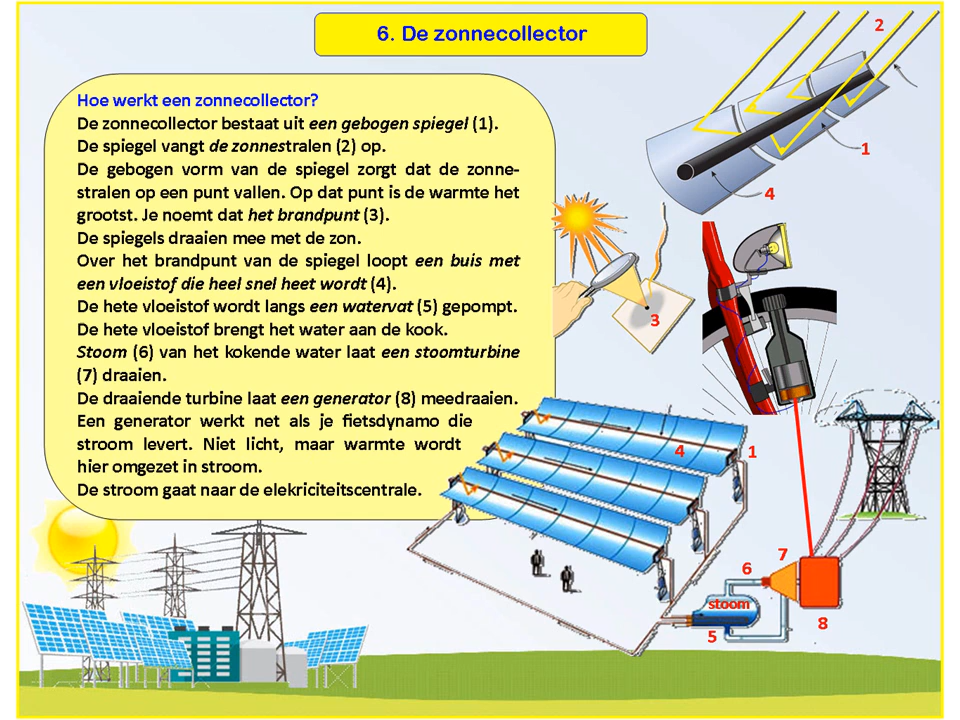 6. De zonnecollector
Hoe werkt een zonnecollector?
De zonnecollector bestaat uit een gebogen spiegel (1).
De spiegel vangt de zonnestralen (2) op.
De gebogen vorm van de spiegel zorgt dat de zonne-
stralen op een punt vallen. Op dat punt is de warmte het
grootst. Je noemt dat het brandpunt (3).
De spiegels draaien mee met de zon.
Over het brandpunt van de spiegel loopt een buis met
een vloeistof die heel snel heet wordt (4).
De hete vloeistof wordt langs een watervat (5) gepompt.
De hete vloeistof brengt het water aan de kook.
Stoom (6) van het kokende water laat een stoomturbine
(7) draaien.
De draaiende turbine laat een generator (8) meedraaien.
Een generator werkt net als je fietsdynamo die
stroom levert. Niet licht, maar warmte wordt
hier omgezet in stroom.
De stroom gaat naar de elekriciteitscentrale.
2
1
4
3
4
1
7
6
stoom
5
8